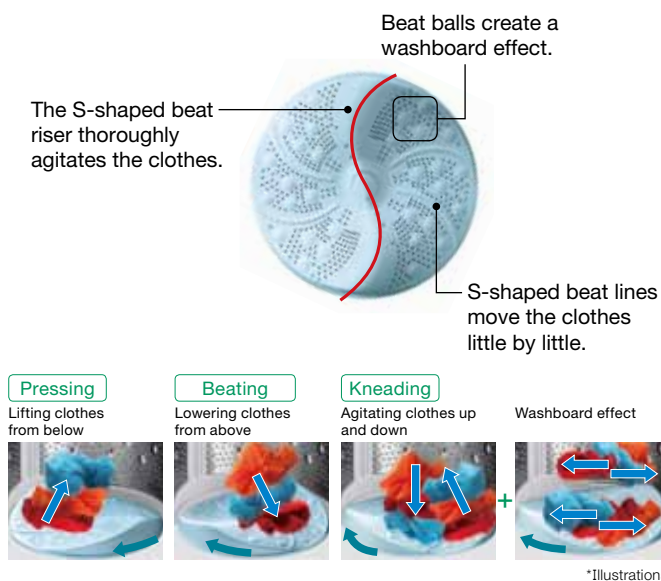 Beat balls create a
washboard effect.
The S-shaped beat
riser thoroughly
agitates the clothes.
S-shaped beat lines
move the clothes
little by little.
Pressing
Lifting clothes
from below
Beating
Lowering clothes
from above
Kneading
Agitating clothes up
and down
+
Washboard effect
*Illustration